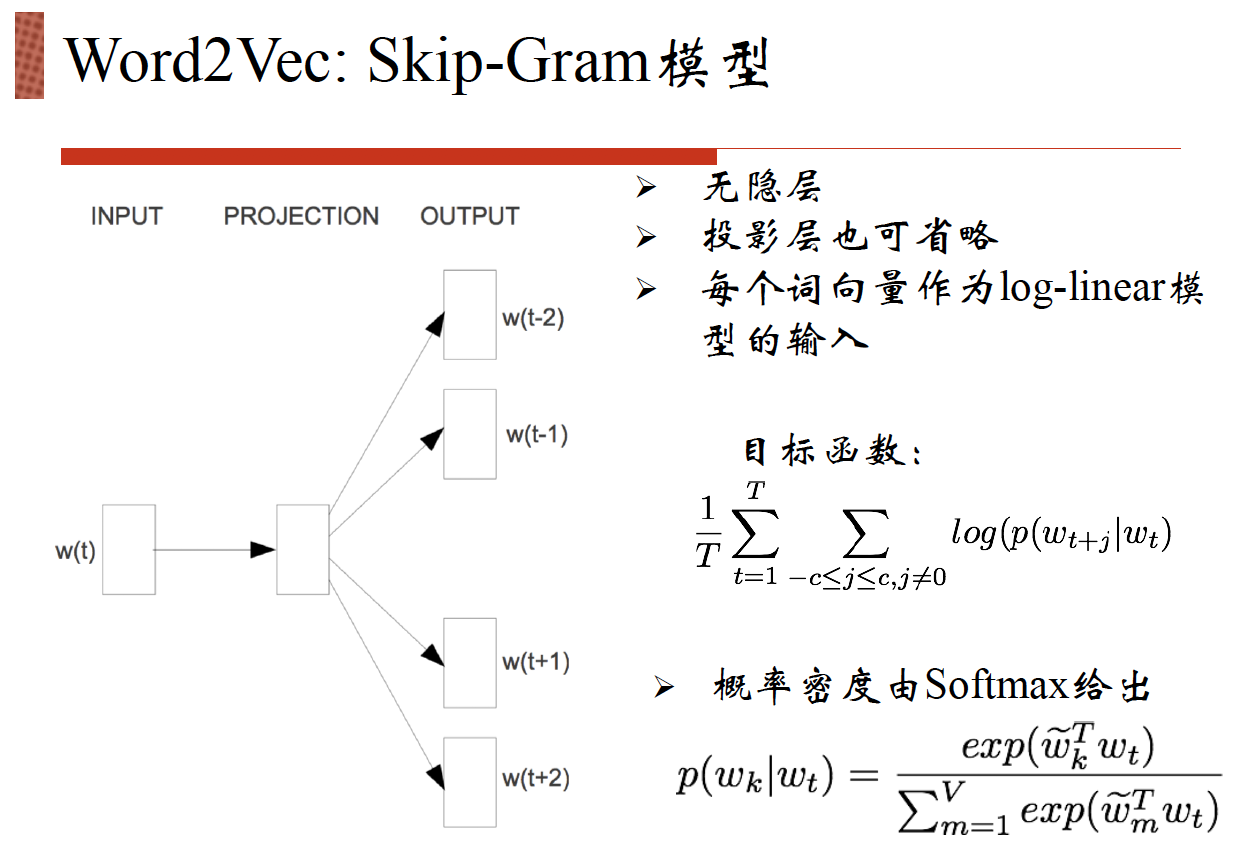 Word2Vec: Skip-Gram模型
INPUT PROJECTION OUTPUT
w(t-2)
w(t-1)
w(t)
w(t+1)
w(t+2)
➢ 无隐层
➢ 投影层也可省略
➢ 每个词向量作为log-linear模
型的输入
目标函数:
\frac{1}{T} \sum_{t=1}^{T} \sum_{-c≤j≤c,j≠0} log(p(w_{t+j}|w_t)
➢ 概率密度由Softmax给出
p(w_k|w_t) = \frac{exp(\widetilde{w}_k^T w_t)}{\sum_{m=1}^{V} exp(\widetilde{w}_m^T w_t)}